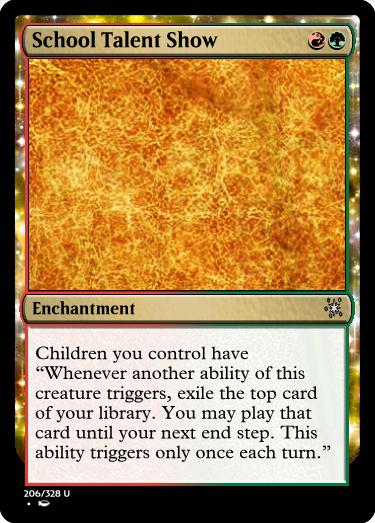 School Talent Show
Enchantment
Children you control have
“Whenever another ability of this
creature triggers, exile the top card
of your library. You may play that
card until your next end step. This
ability triggers only once each turn.”
206/328 U